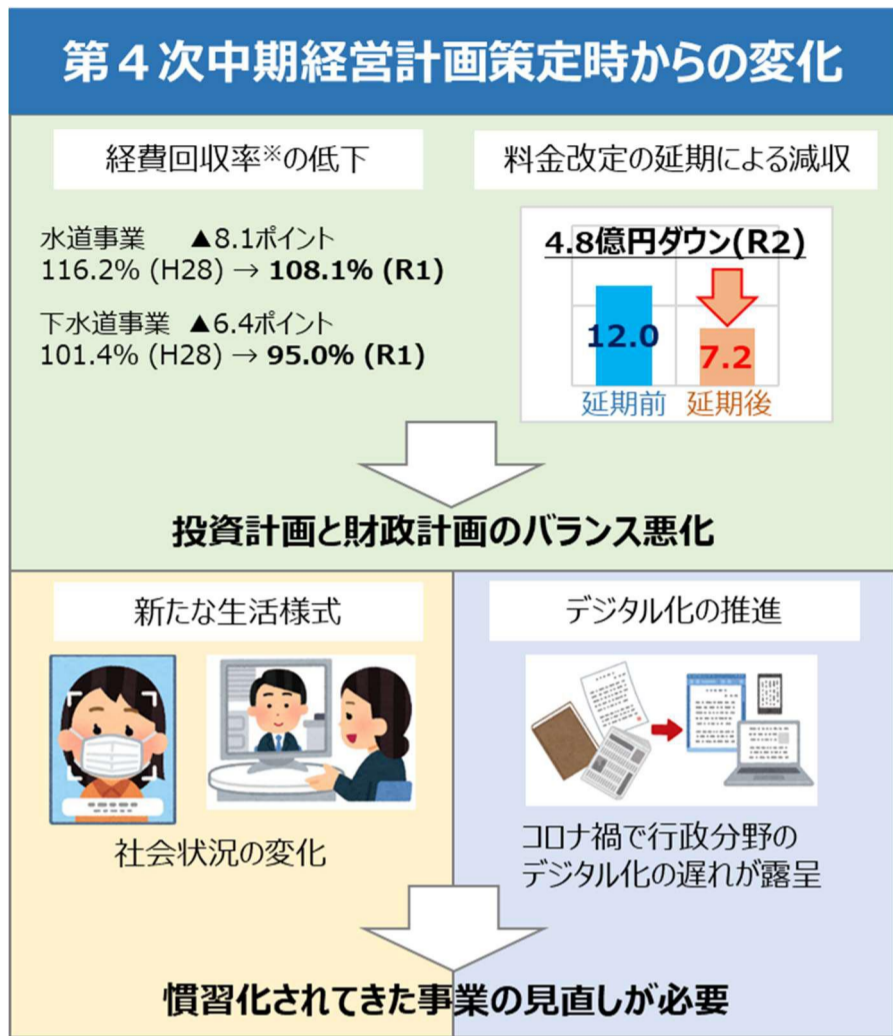 第４次中期経営計画策定時からの変化
経費回収率※の低下
水道事業　▲8.1ポイント
116.2% (H28) → 108.1% (R1)
下水道事業 ▲6.4ポイント
101.4% (H28) → 95.0% (R1)
料金改定の延期による減収
4.8億円ダウン(R2)
12.0
7.2
延期前
延期後
投資計画と財政計画のバランス悪化
新たな生活様式
社会状況の変化
デジタル化の推進
コロナ禍で行政分野の
デジタル化の遅れが露呈
慣習化されてきた事業の見直しが必要